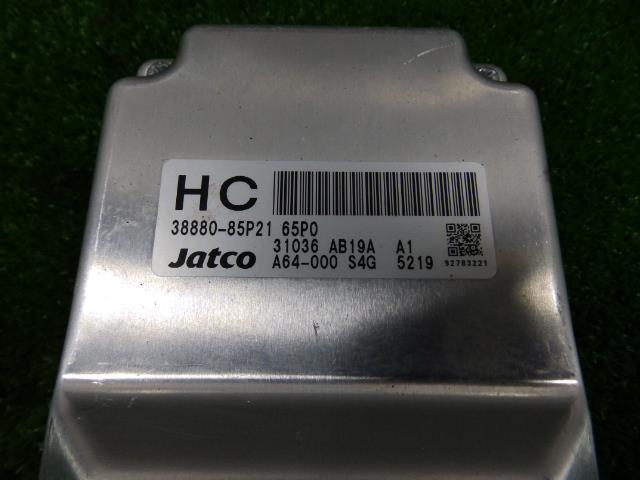 HC
38880-85P21 65P0
31036 AB19A A1
Jatco A64-000 S4G 5219
92783221